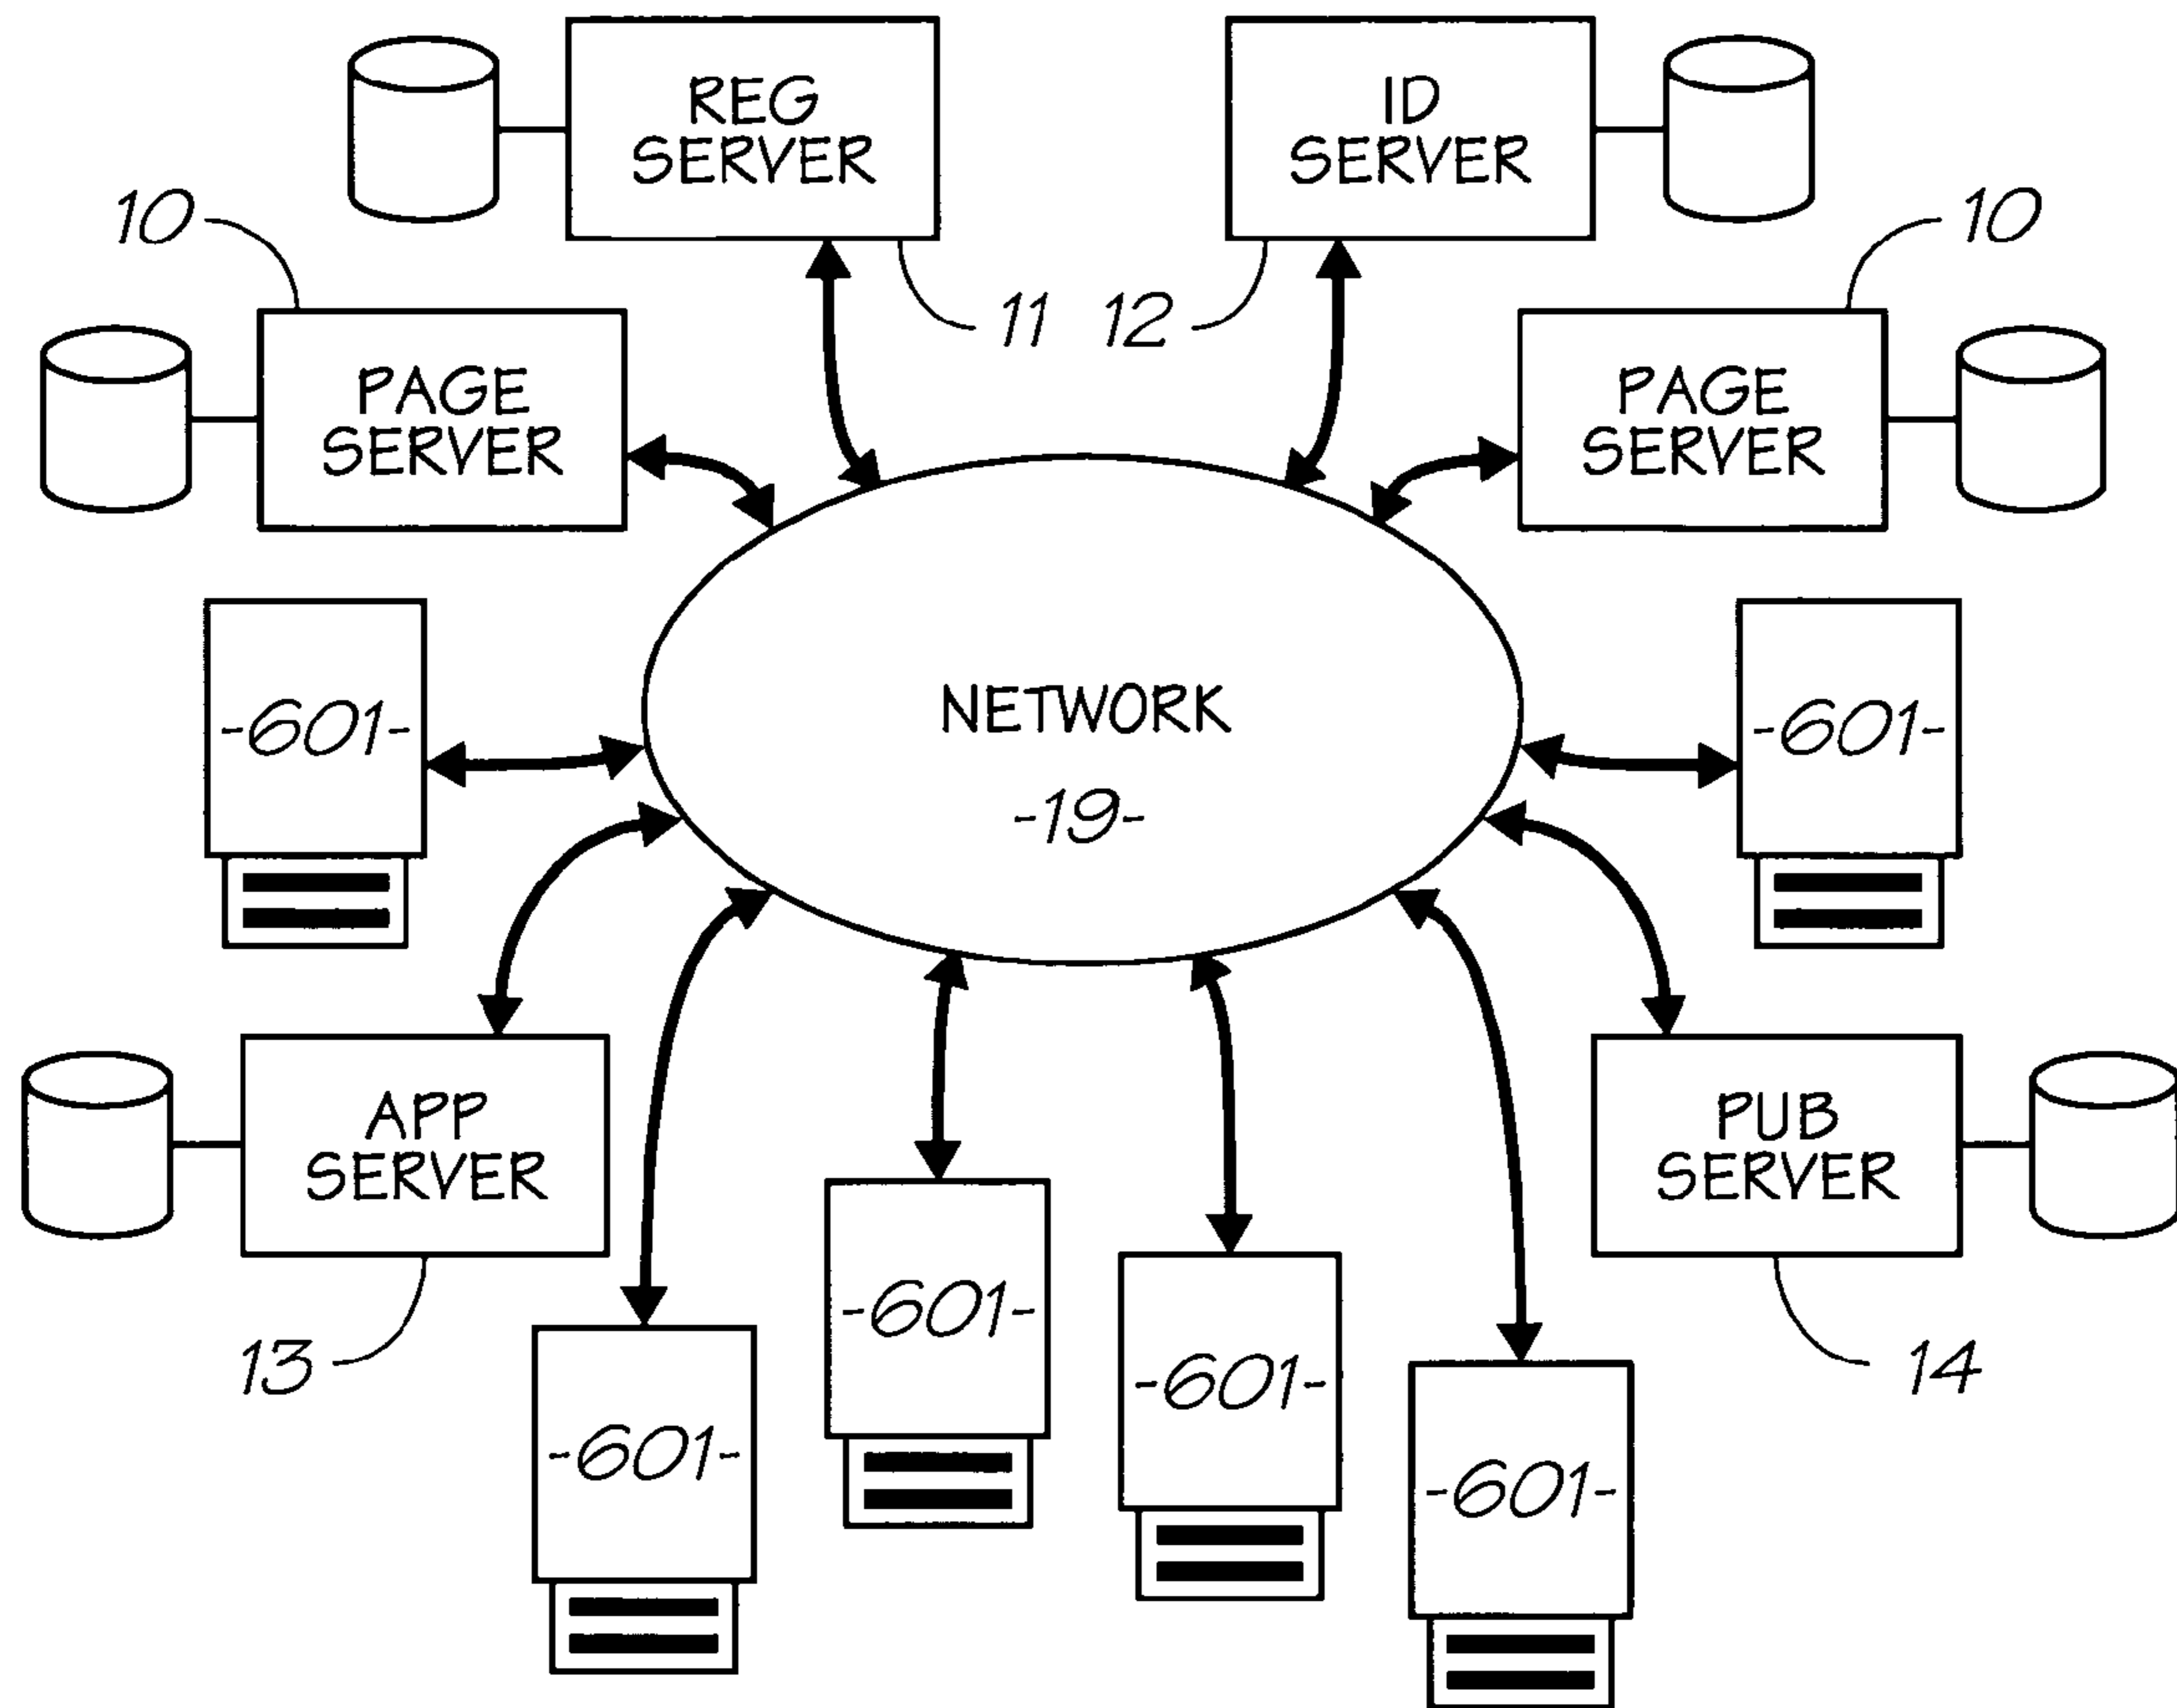 REG
SERVER
ID
SERVER
10
10
11
12
PAGE
SERVER
PAGE
SERVER
-601-
NETWORK
-19-
-601-
APP
SERVER
PUB
SERVER
-601-
-601-
13
14
-601-
-601-